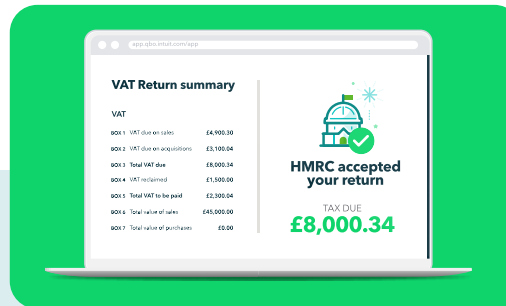 app.qbo.intuit.com/app
VAT Return summary
VAT
BOX 1 VAT due on sales £4,900.30
BOX 2 VAT due on acquisitions £3,100.04
BOX 3 Total VAT due £8,000.34
BOX 4 VAT reclaimed £1,500.00
BOX 5 Total VAT to be paid £2,300.04
BOX 6 Total value of sales £45,000.00
BOX 7 Total value of purchases £0.00
HMRC accepted
your return
TAX DUE
£8,000.34